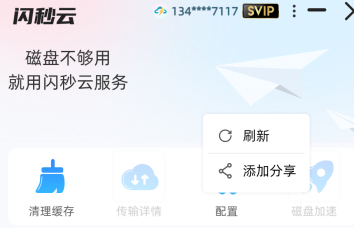 闪秒云
134****7117 SVIP
磁盘不够用
就用闪秒云服务
刷新
添加分享
清理缓存 传输详情 配置 磁盘加速